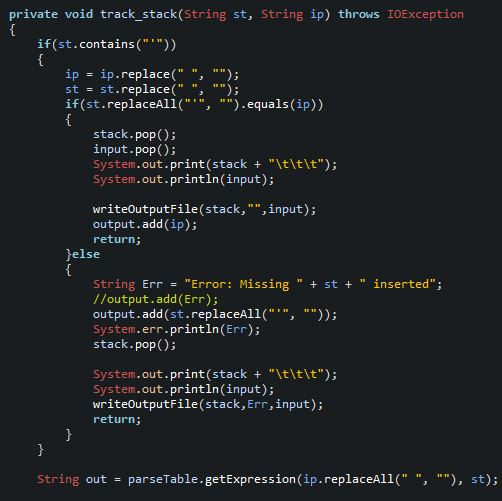 private void track_stack(String st, String ip) throws IOException
{
if(st.contains("'"))
{
ip = ip.replace(" ", "");
st = st.replace(" ", "");
if(st.replaceAll("'", "").equals(ip))
{
stack.pop();
input.pop();
System.out.print(stack + "\t\t\t");
System.out.println(input);
writeOutputFile(stack,"",input);
output.add(ip);
return;
}else
{
String Err = "Error: Missing " + st + " inserted";
//output.add(Err);
output.add(st.replaceAll("'", ""));
System.err.println(Err);
stack.pop();
System.out.print(stack + "\t\t\t");
System.out.println(input);
writeOutputFile(stack,Err,input);
return;
}
}
String out = parseTable.getExpression(ip.replaceAll(" ", ""), st);